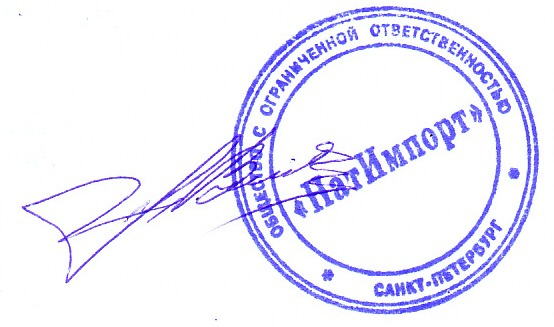 ОБЩЕСТВО С ОГРАНИЧЕННОЙ ОТВЕТСТВЕННОСТЬЮ
«ПатИмпорт»
* САНКТ-ПЕТЕРБУРГ *